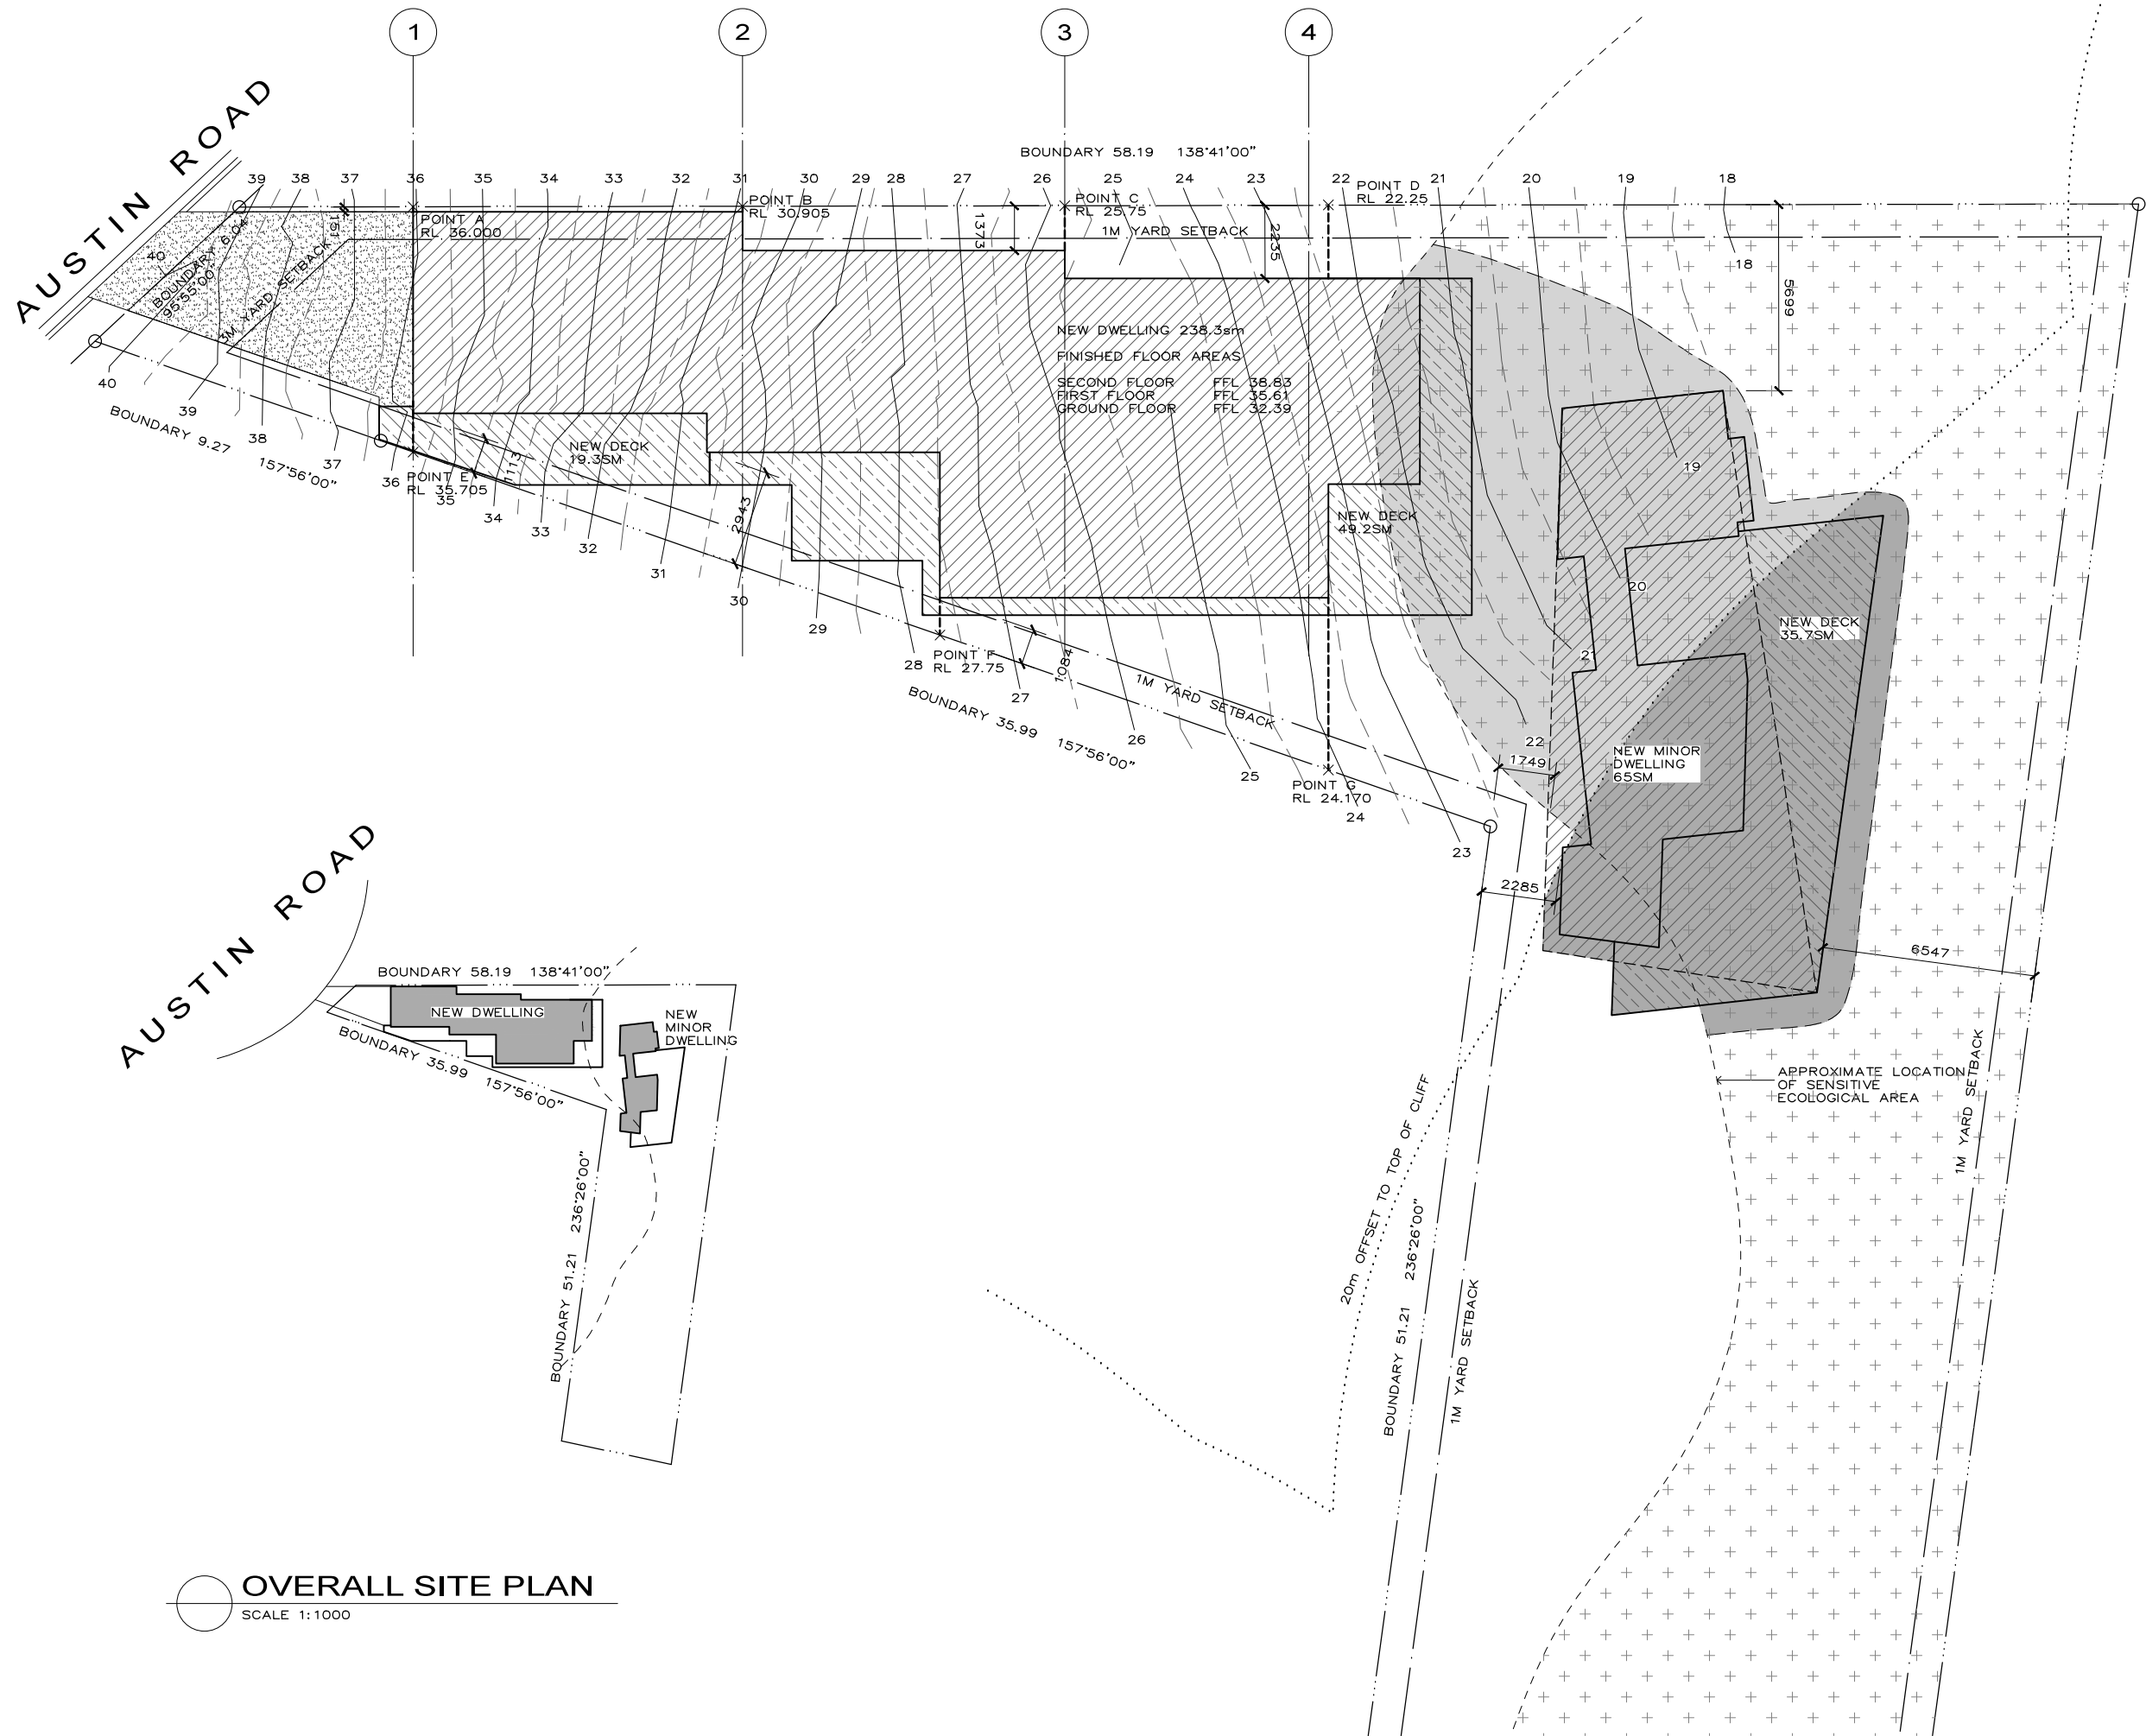 1
2
3
4
AUSTIN ROAD
BOUNDARY 58.19 138°41'00"
39
38
37
36
35
34
33
32
31
30
29
28
27
26
25
24
23
22
21
20
19
18
POINT A
RL 36.000
POINT B
RL 30.905
POINT C
RL 25.75
POINT D
RL 22.25
151
1373
2235
5699
1M YARD SETBACK
18
40
BOUNDARY 6.04
95°55'00"
3M YARD SETBACK
NEW DWELLING 238.3sm
FINISHED FLOOR AREAS
SECOND FLOOR FFL 38.83
FIRST FLOOR FFL 35.61
GROUND FLOOR FFL 32.39
40
39
38
37
36
BOUNDARY 9.27 157°56'00"
POINT E
RL 35.705
35
34
33
32
31
30
29
28
27
26
25
24
23
22
21
20
19
1113
NEW DECK
19.3SM
2943
NEW DECK
49.2SM
POINT F
RL 27.75
1084
1M YARD SETBACK
BOUNDARY 35.99 157°56'00"
POINT G
RL 24.170
1749
NEW DECK
35.7SM
NEW MINOR
DWELLING
65SM
2285
6547
APPROXIMATE LOCATION
OF SENSITIVE
ECOLOGICAL AREA
1M YARD SETBACK
20m OFFSET TO TOP OF CLIFF
BOUNDARY 51.21 236°26'00"
1M YARD SETBACK
AUSTIN ROAD
BOUNDARY 58.19 138°41'00"
NEW DWELLING
NEW
MINOR
DWELLING
BOUNDARY 35.99 157°56'00"
BOUNDARY 51.21 236°26'00"
OVERALL SITE PLAN
SCALE 1:1000